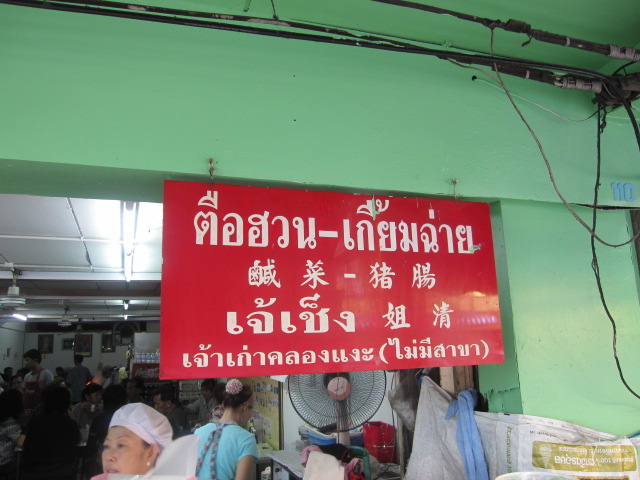 ตือฮวน-เกี้ยมฉ่าย
鹹菜-猪腸
เจ้เช็ง 姐清
เจ้าเก่าคลองแงะ(ไม่มีสาขา)
110